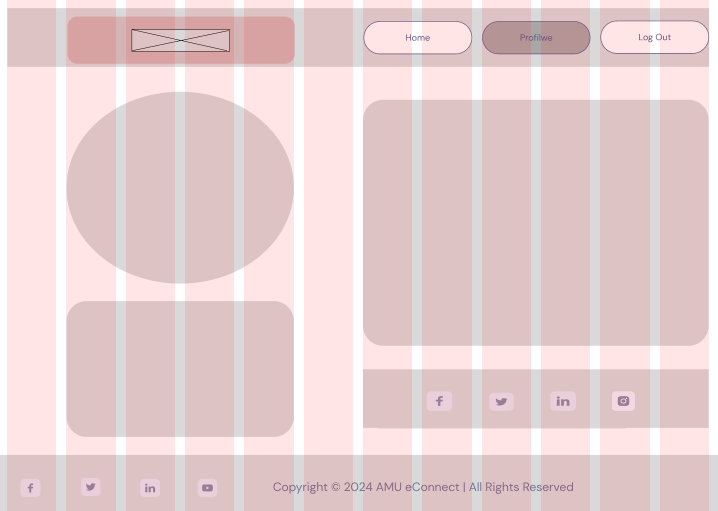 Home
Profilwe
Log Out
Copyright © 2024 AMU eConnect | All Rights Reserved